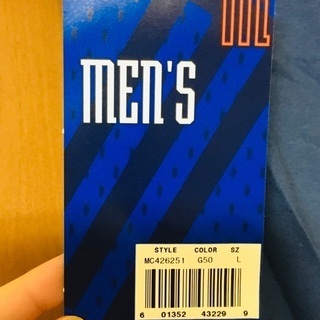 MEN'S
STYLE COLOR SZ
MC426251 G50 L
6 01352 43229 9